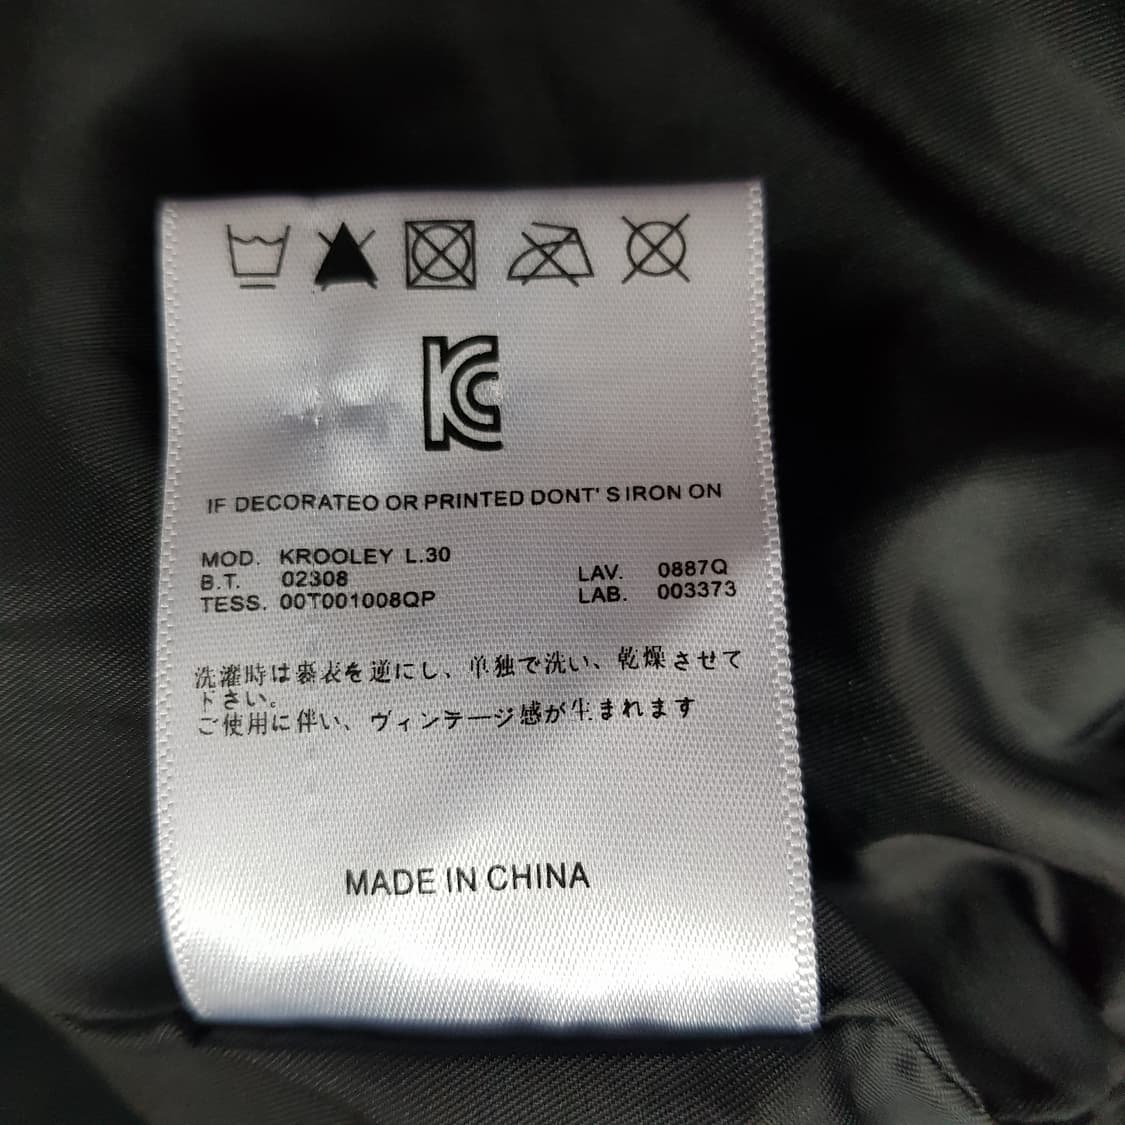 KC
IF DECORATEO OR PRINTED DONT'S IRON ON
MOD. KROOLEY L.30
B.T. 02308 LAV. 0887Q
TESS. 00T001008QP LAB. 003373
洗濯時は裏表を逆にし、単独で洗い、乾燥させて
下さい。
ご使用に伴い、ヴィンテージ感が生まれます
MADE IN CHINA